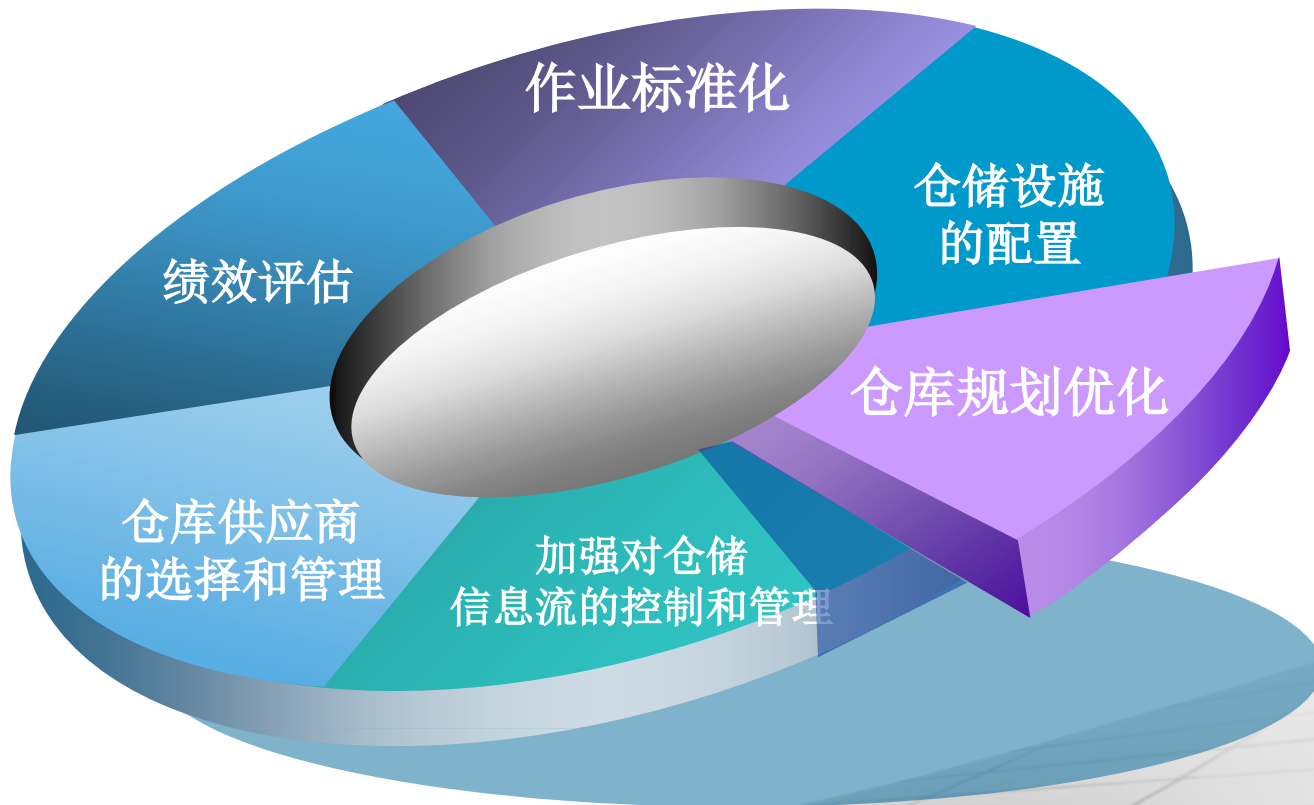 作业标准化
仓储设施
的配置
绩效评估
仓库规划优化
仓库供应商
的选择和管理
加强对仓储
信息流的控制和管理